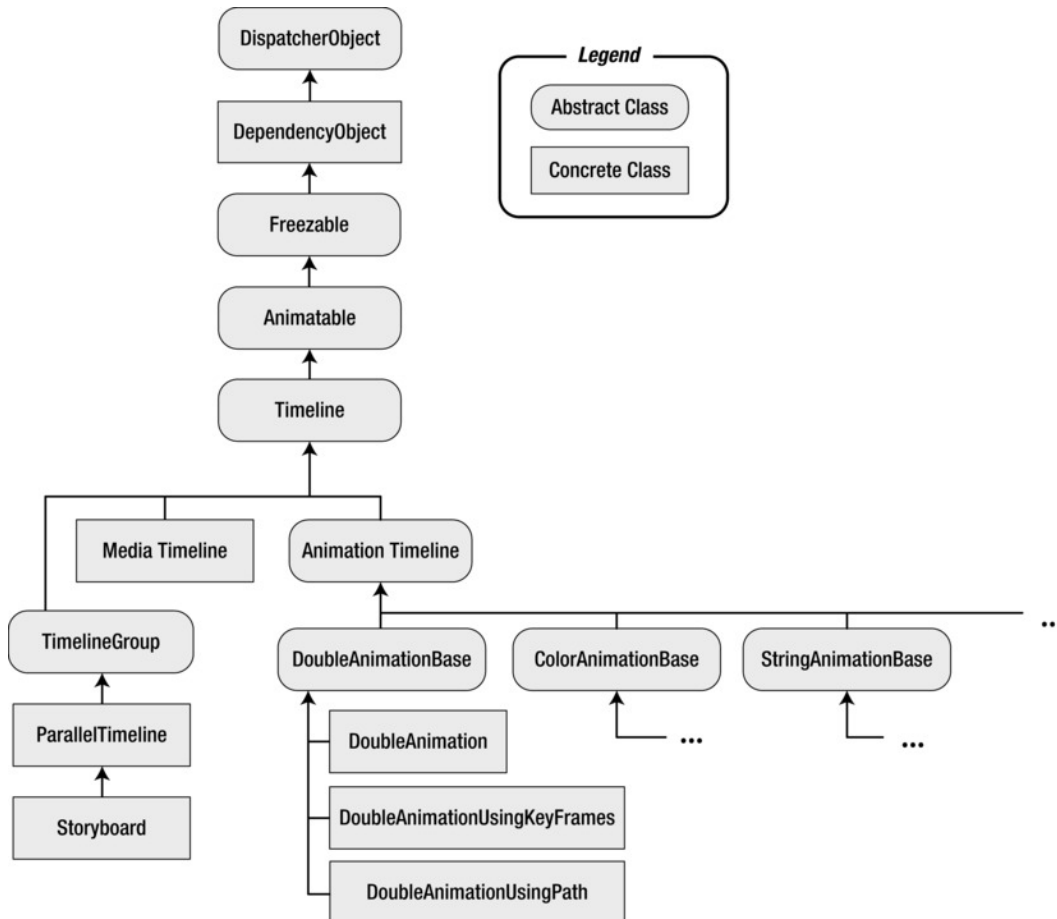 DispatcherObject
Legend
Abstract Class
DependencyObject
Concrete Class
Freezable
Animatable
Timeline
Media Timeline
Animation Timeline
TimelineGroup
DoubleAnimationBase
ColorAnimationBase
StringAnimationBase
..
ParallelTimeline
DoubleAnimation
...
...
Storyboard
DoubleAnimationUsingKeyFrames
DoubleAnimationUsingPath